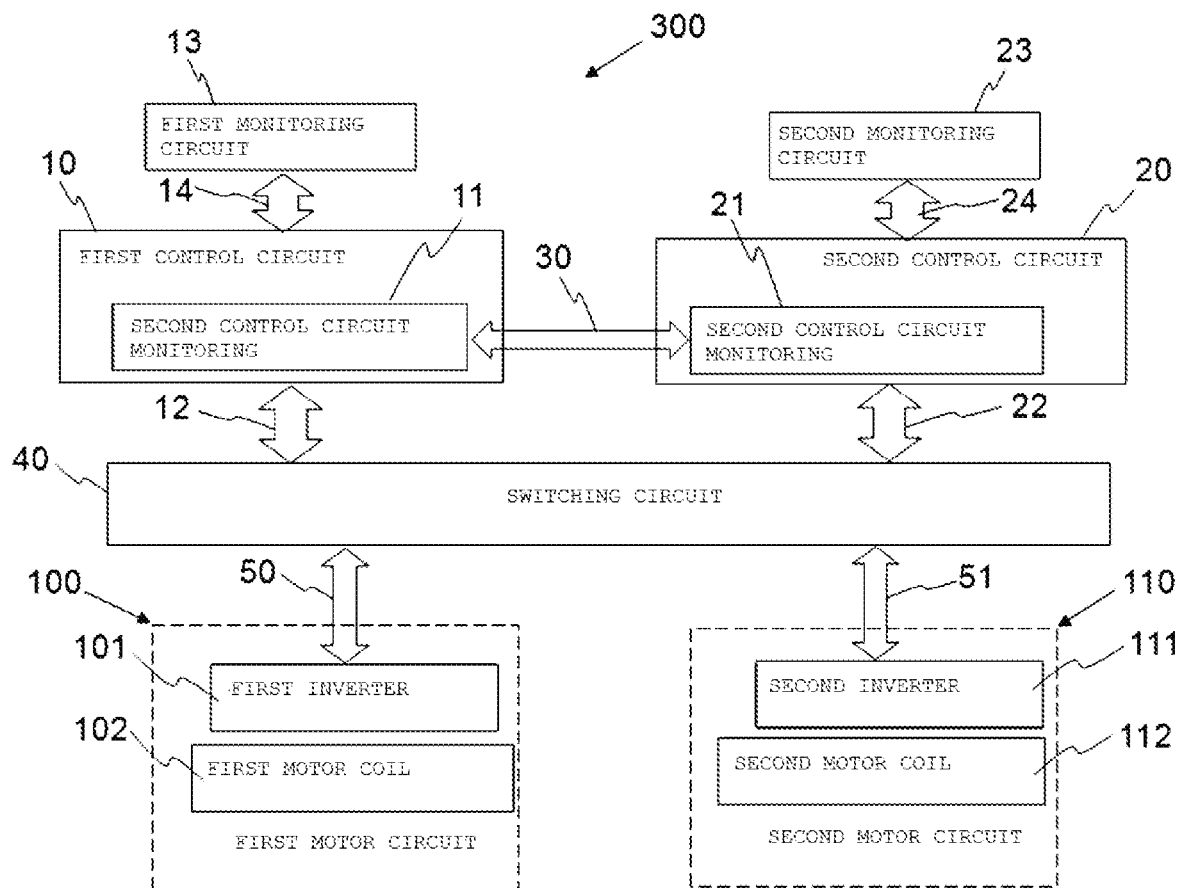 300
13
23
FIRST MONITORING
CIRCUIT
SECOND MONITORING
CIRCUIT
10
14
11
21
24
20
FIRST CONTROL CIRCUIT
SECOND CONTROL CIRCUIT
30
SECOND CONTROL CIRCUIT
MONITORING
SECOND CONTROL CIRCUIT
MONITORING
12
22
40
SWITCHING CIRCUIT
100
50
51
110
101
FIRST INVERTER
SECOND INVERTER
111
102
FIRST MOTOR COIL
SECOND MOTOR COIL
112
FIRST MOTOR CIRCUIT
SECOND MOTOR CIRCUIT